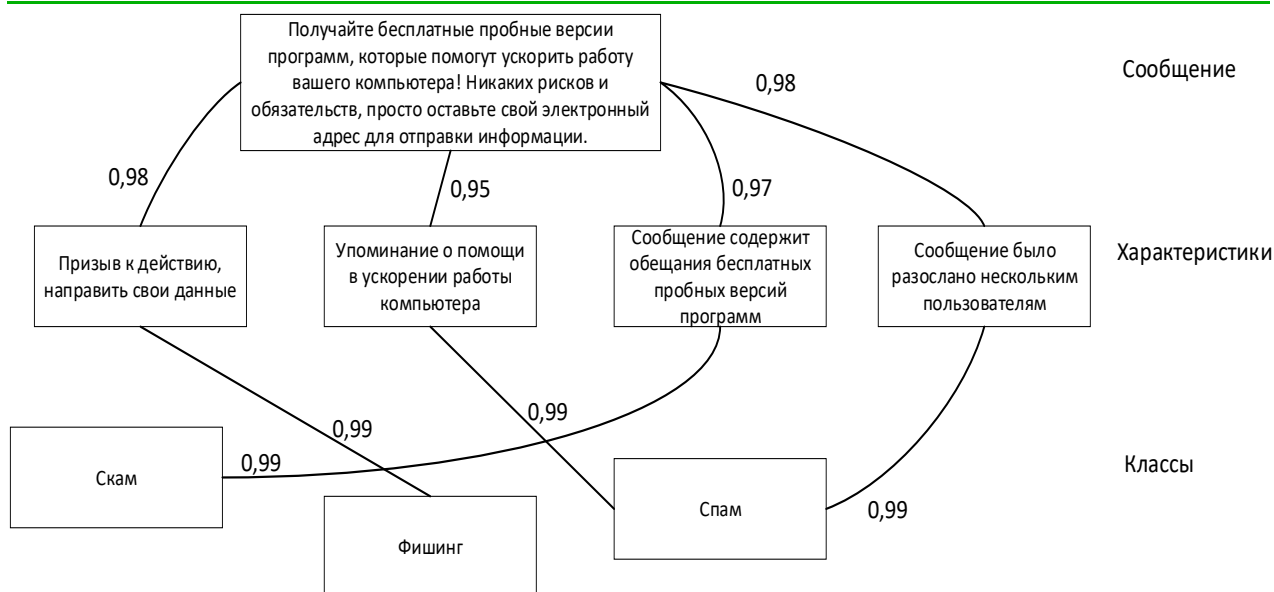 Получайте бесплатные пробные версии
программ, которые помогут ускорить работу
вашего компьютера! Никаких рисков и
обязательств, просто оставьте свой электронный
адрес для отправки информации.
Сообщение
0,98
0,98
0,95
0,97
Призыв к действию,
направить свои данные
Упоминание о помощи
в ускорении работы
компьютера
Сообщение содержит
обещания бесплатных
пробных версий
программ
Сообщение было
разослано нескольким
пользователям
Характеристики
0,99
0,99
0,99
0,99
Скам
Фишинг
Спам
Классы